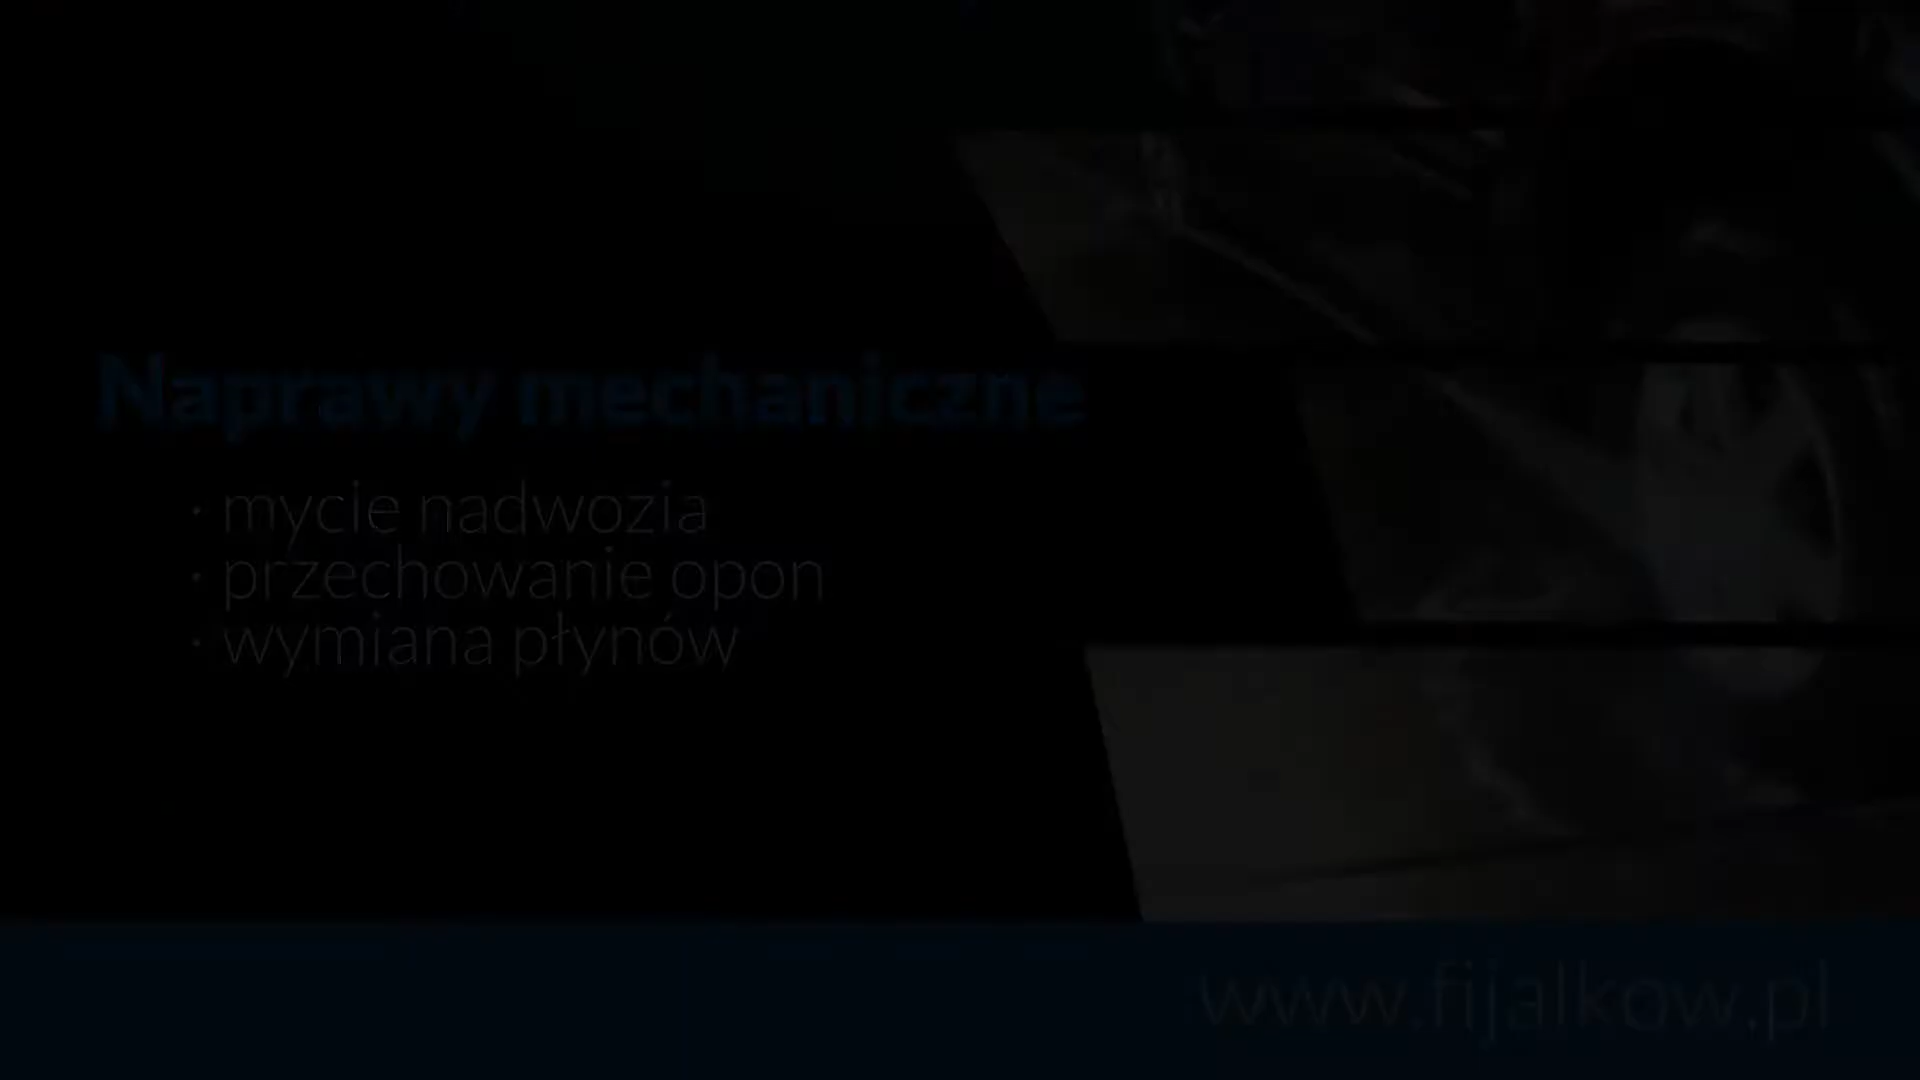 Naprawy mechaniczne
· mycie nadwozia
· przechowanie opon
· wymiana płynów
www.fijalkow.pl